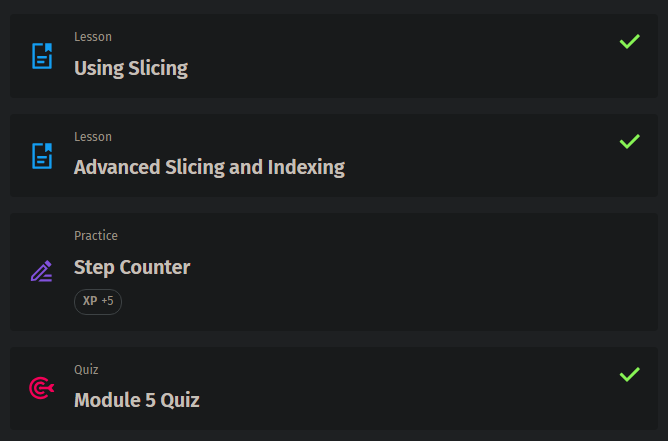 Lesson
Using Slicing
Lesson
Advanced Slicing and Indexing
Practice
Step Counter
XP +5
Quiz
Module 5 Quiz